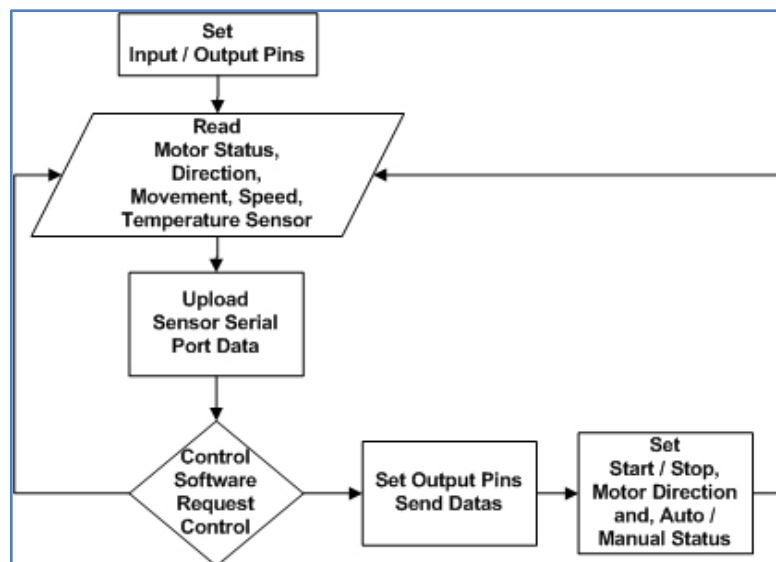 Set
Input / Output Pins
Read
Motor Status,
Direction,
Movement, Speed,
Temperature Sensor
Upload
Sensor Serial
Port Data
Control
Software
Request
Control
Set Output Pins
Send Datas
Set
Start / Stop,
Motor Direction
and, Auto /
Manual Status